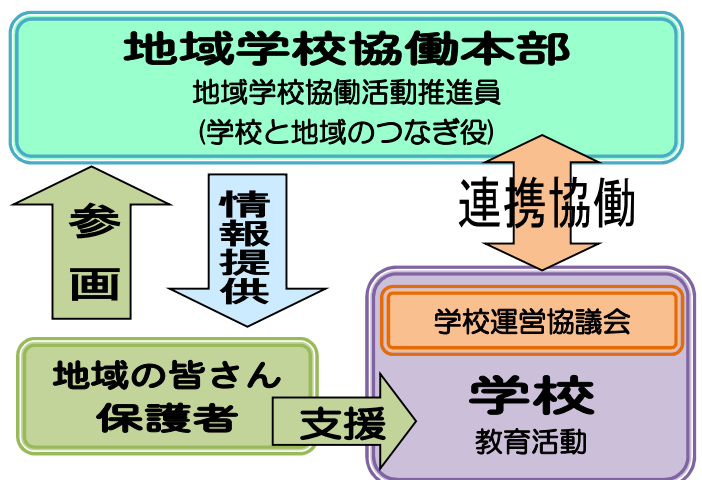 地域学校協働本部
地域学校協働活動推進員
(学校と地域のつなぎ役)
参画
情報提供
連携協働
学校運営協議会
地域の皆さん
保護者
支援
学校
教育活動